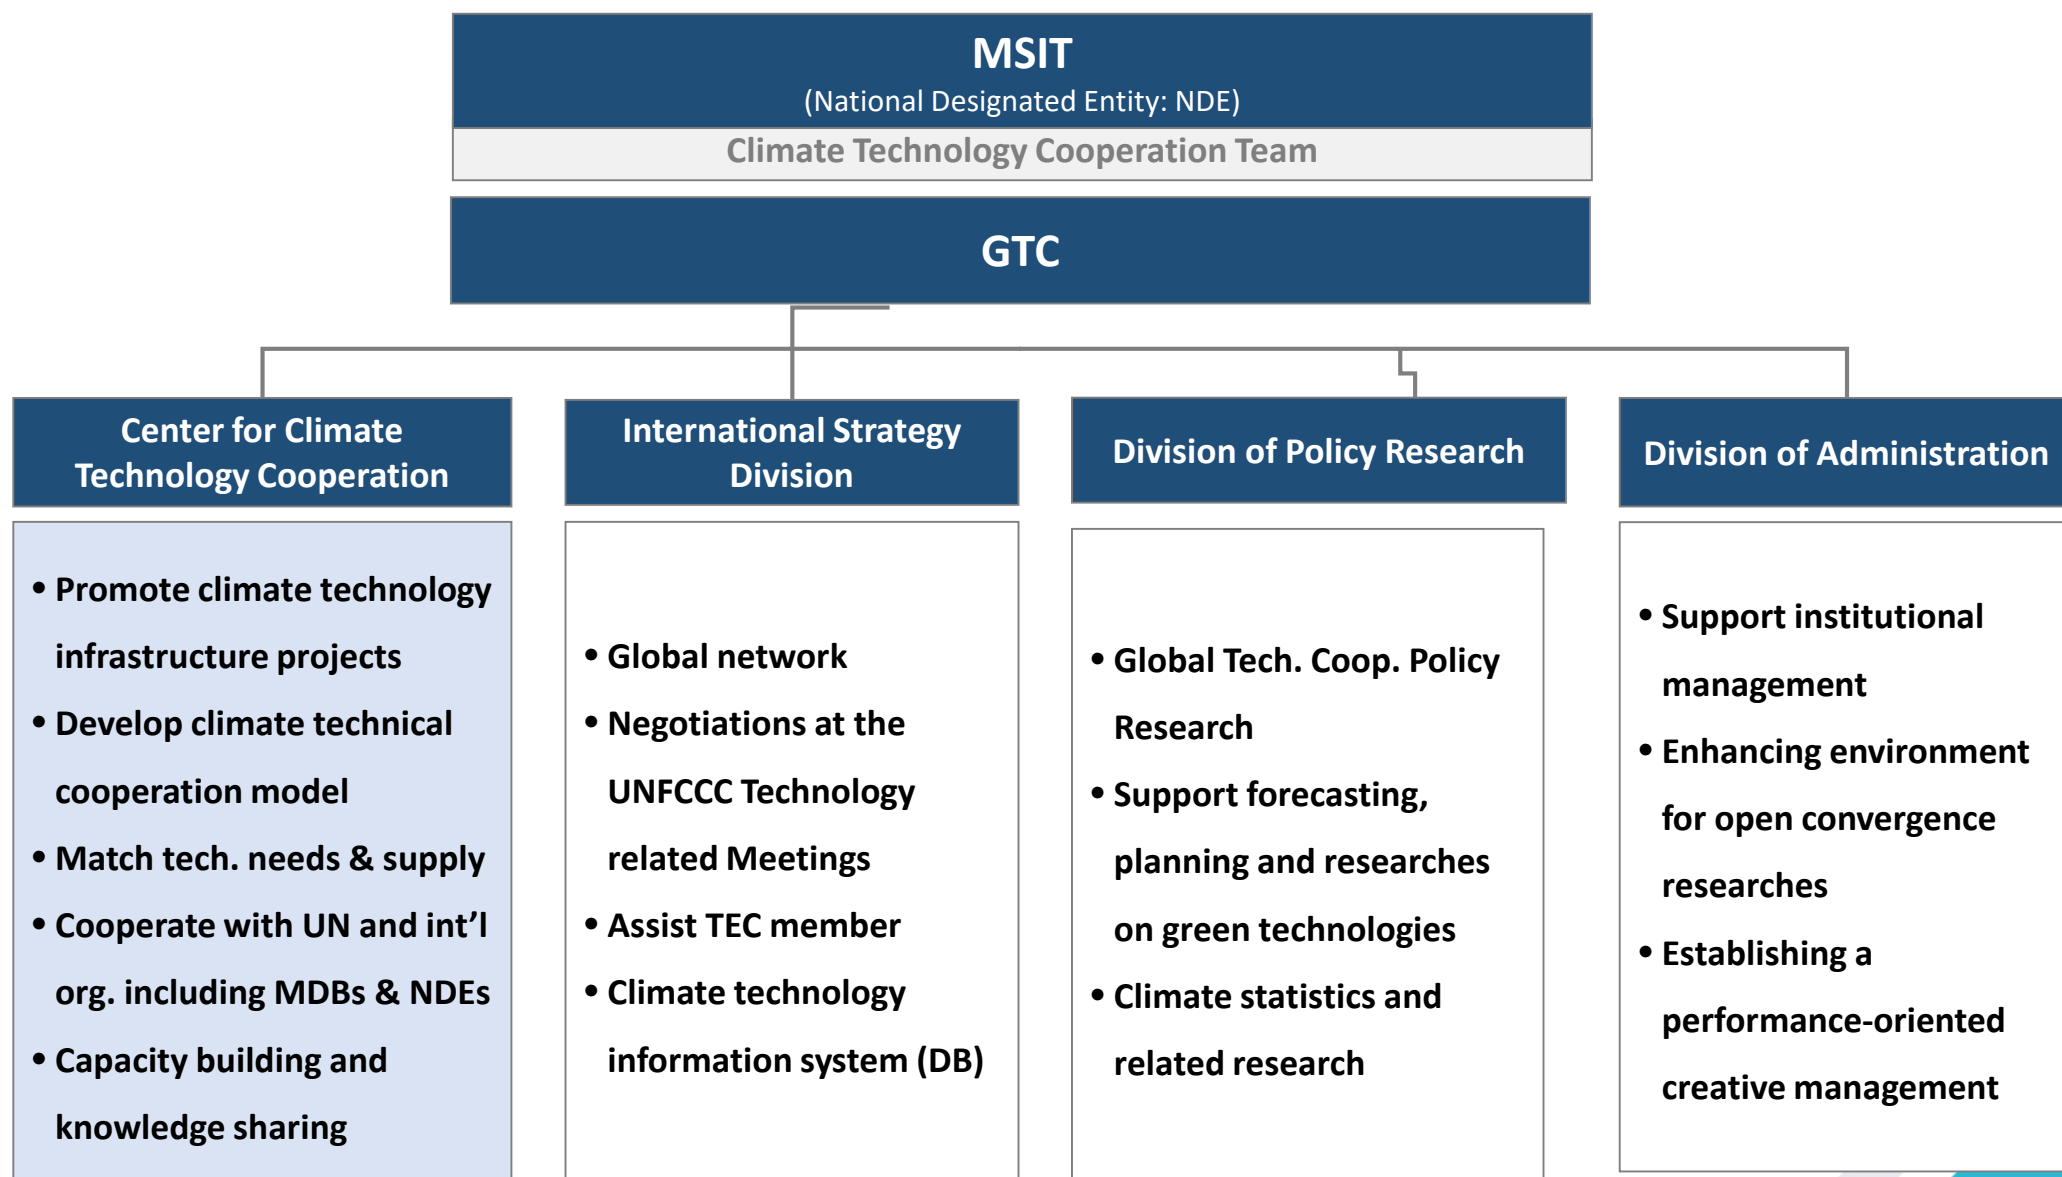 MSIT
(National Designated Entity: NDE)
Climate Technology Cooperation Team
GTC
Center for Climate
Technology Cooperation
• Promote climate technology
infrastructure projects
• Develop climate technical
cooperation model
• Match tech. needs & supply
• Cooperate with UN and int'l
org. including MDBs & NDEs
• Capacity building and
knowledge sharing
International Strategy
Division
• Global network
• Negotiations at the
UNFCCC Technology
related Meetings
• Assist TEC member
• Climate technology
information system (DB)
Division of Policy Research
• Global Tech. Coop. Policy
Research
• Support forecasting,
planning and researches
on green technologies
• Climate statistics and
related research
Division of Administration
• Support institutional
management
• Enhancing environment
for open convergence
researches
• Establishing a
performance-oriented
creative management